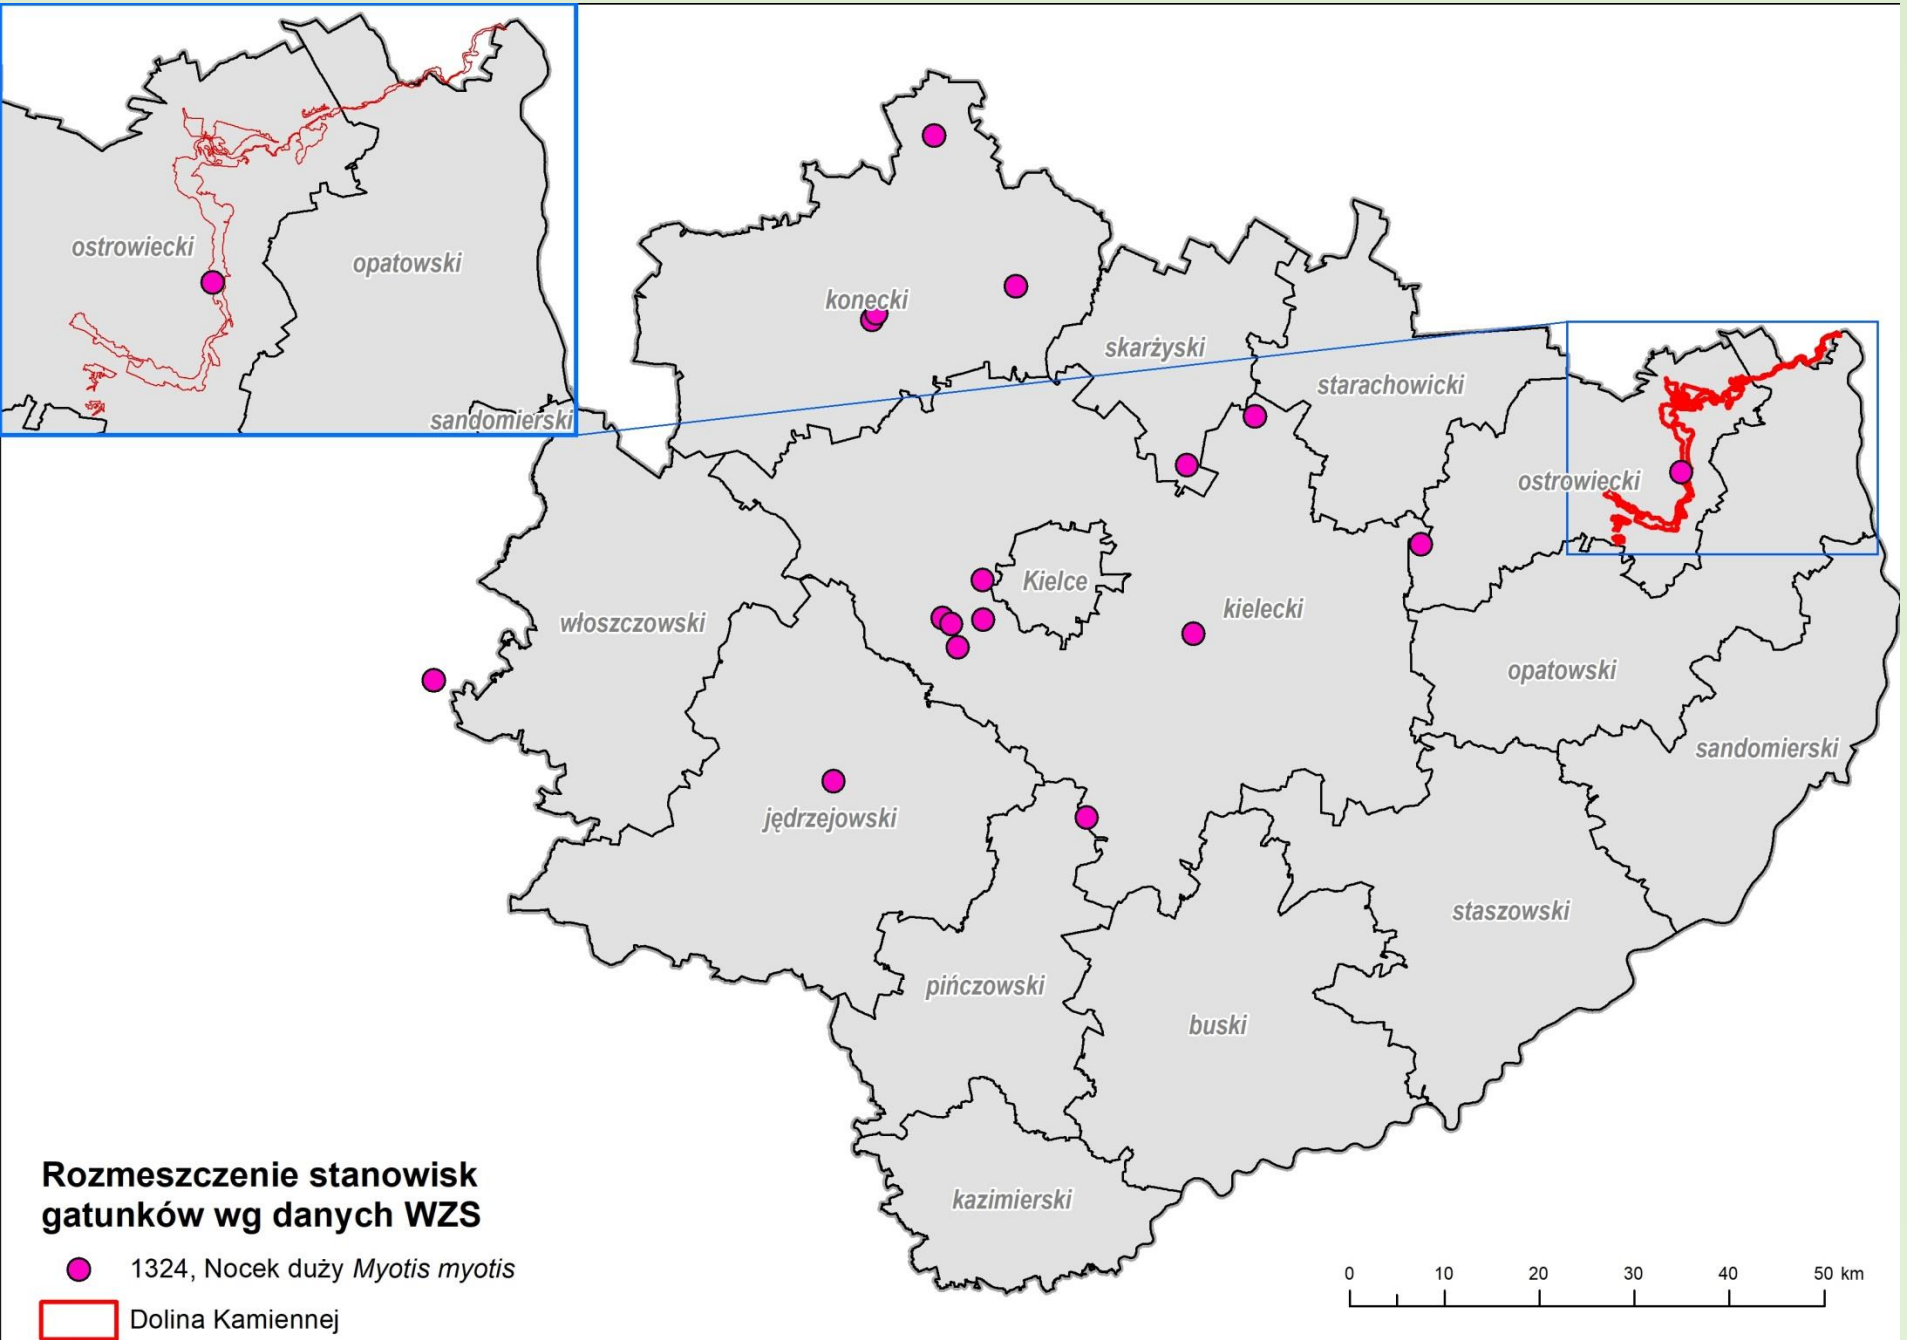 ostrowiecki
opatowski
sandomierski
konecki
skarżyski
starachowicki
ostrowiecki
Kielce
kielecki
włoszczowski
opatowski
sandomierski
jędrzejowski
staszowski
pińczowski
buski
kazimierski
Rozmeszczenie stanowisk
gatunków wg danych WZS
1324, Nocek duży Myotis myotis
Dolina Kamiennej
0 10 20 30 40 50 km